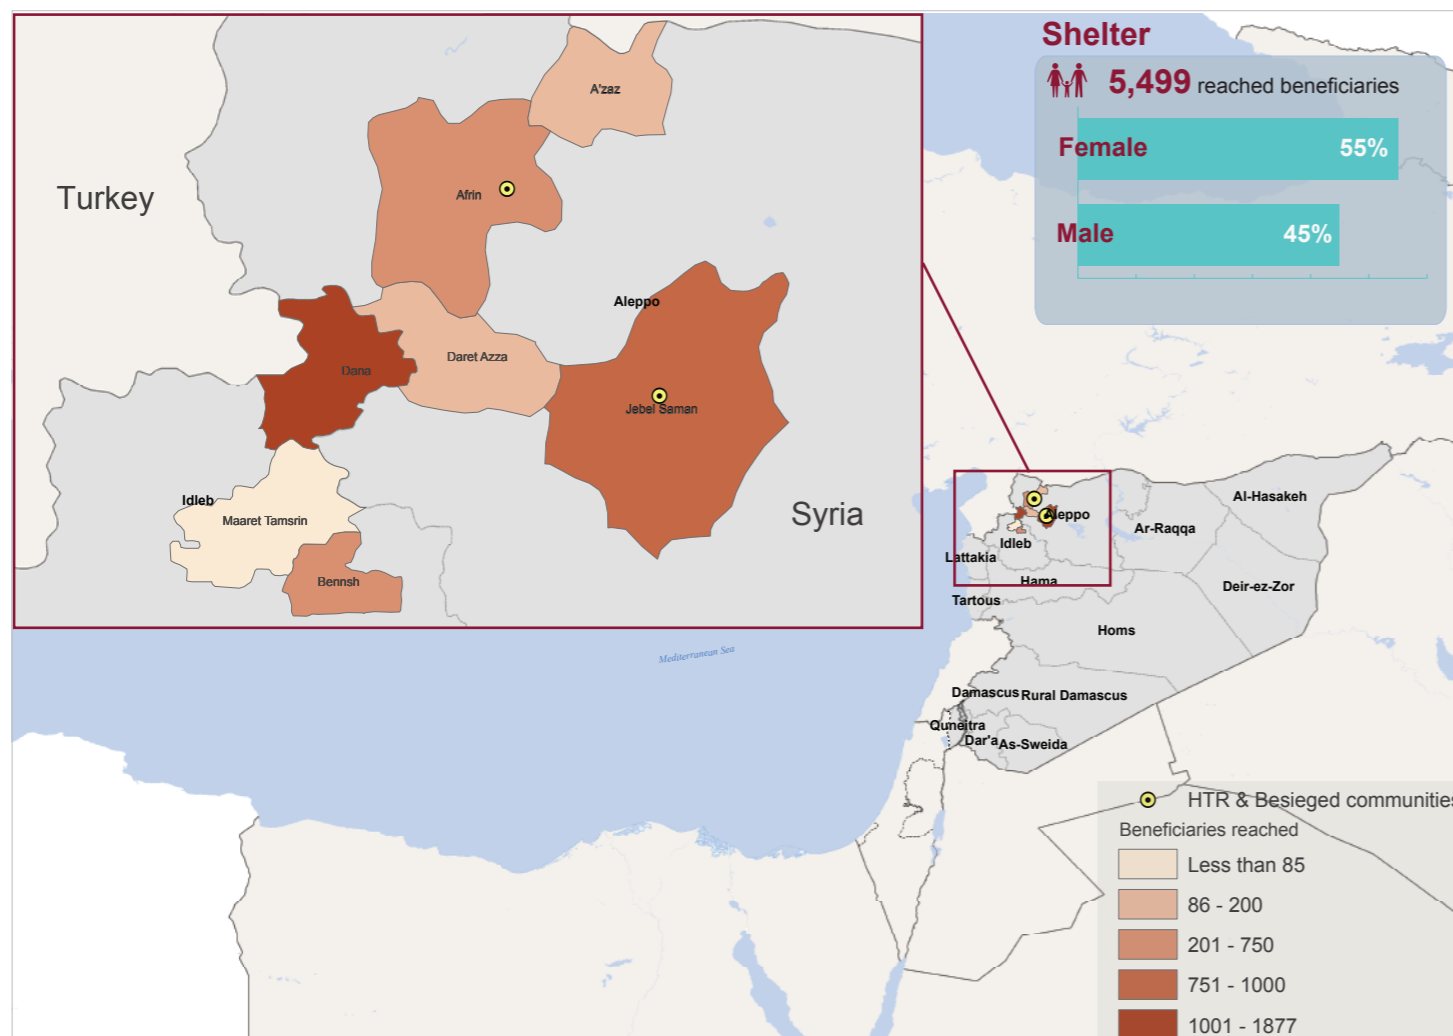 Shelter
5,499 reached beneficiaries
Female 55%
Male 45%
Turkey
A'zaz
Afrin
Aleppo
Dana
Daret Azza
Jebel Saman
Idleb
Maaret Tamsrin
Syria
Bennsh
Mediterranean Sea
Al-Hasakeh
Aleppo
Ar-Raqqa
Idleb
Lattakia
Hama
Deir-ez-Zor
Tartous
Homs
Damascus
Rural Damascus
Quneitra
Dar'a
As-Sweida
HTR & Besieged communities
Beneficiaries reached
Less than 85
86 - 200
201 - 750
751 - 1000
1001 - 1877